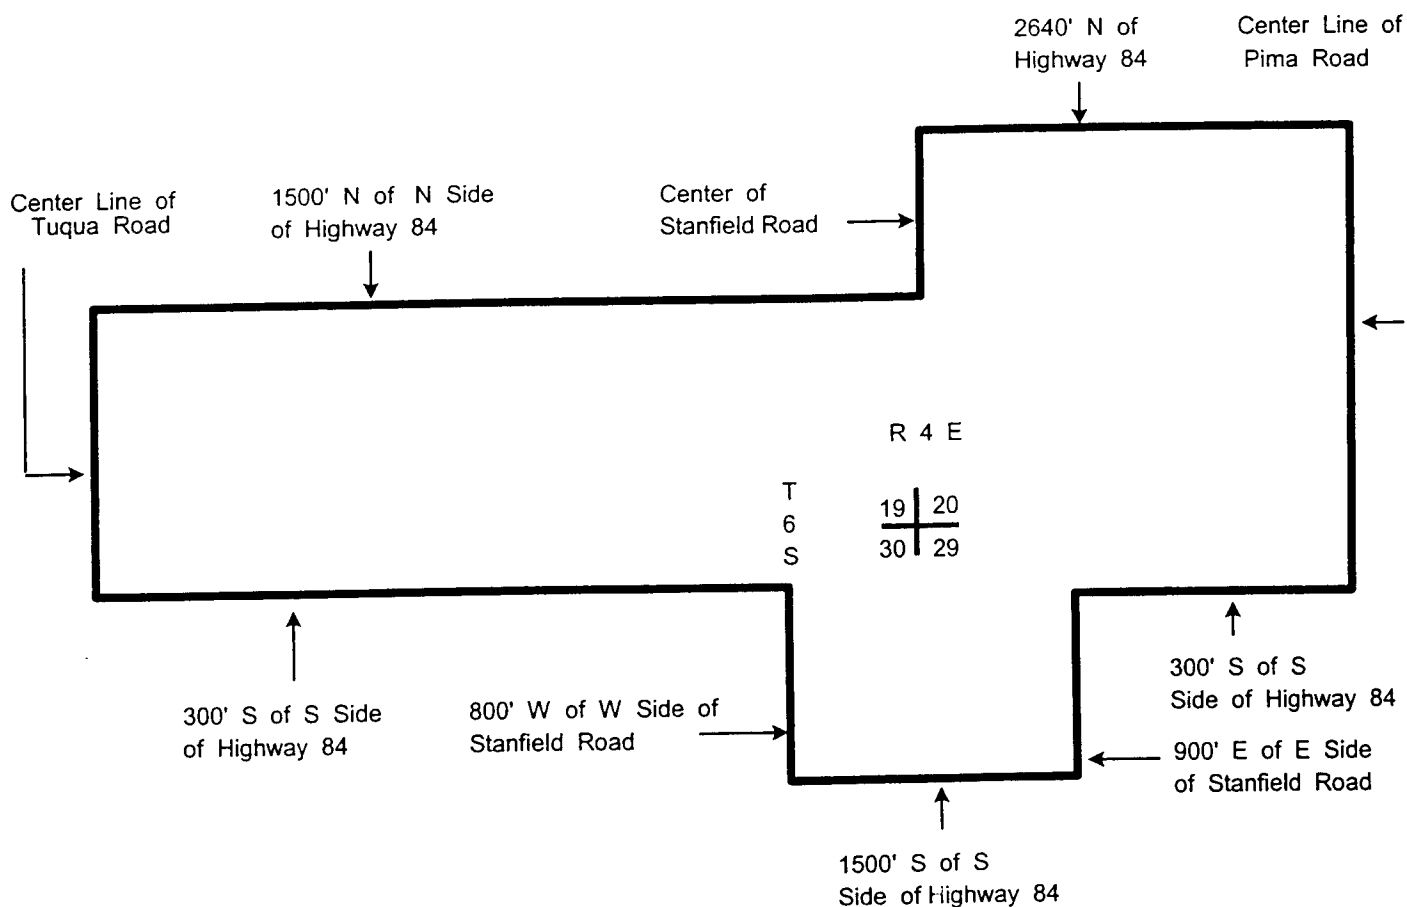 2640' N of
Highway 84
Center Line of
Pima Road
Center Line of
Tuqua Road
1500' N of N Side
of Highway 84
Center of
Stanfield Road
R 4 E
T
6
S
19 20
30 29
300' S of S Side
of Highway 84
800' W of W Side of
Stanfield Road
300' S of S
Side of Highway 84
900' E of E Side
of Stanfield Road
1500' S of S
Side of Highway 84